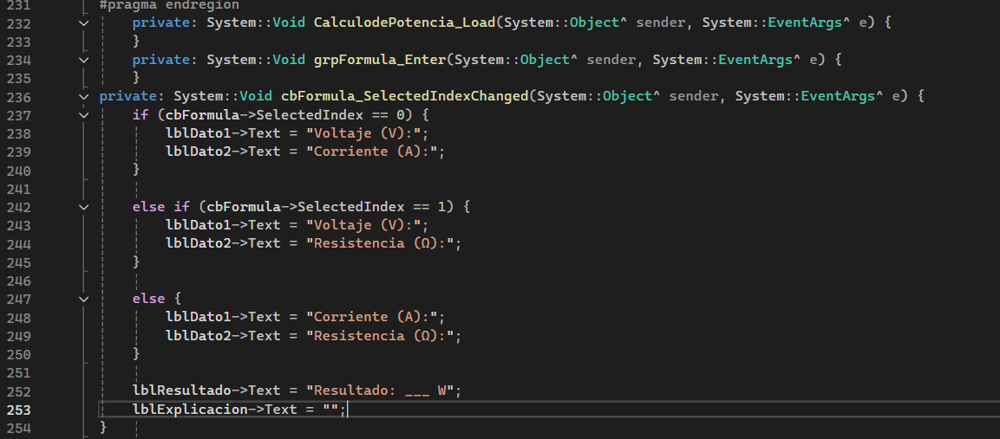 231 #pragma endregion
232 private: System::Void CalculodePotencia_Load(System::Object^ sender, System::EventArgs^ e) {
233 }
234 private: System::Void grpFormula_Enter(System::Object^ sender, System::EventArgs^ e) {
235 }
236 private: System::Void cbFormula_SelectedIndexChanged(System::Object^ sender, System::EventArgs^ e) {
237 if (cbFormula->SelectedIndex == 0) {
238 lblDato1->Text = "Voltaje (V):";
239 lblDato2->Text = "Corriente (A):";
240 }
241
242 else if (cbFormula->SelectedIndex == 1) {
243 lblDato1->Text = "Voltaje (V):";
244 lblDato2->Text = "Resistencia (Ω):";
245 }
246
247 else {
248 lblDato1->Text = "Corriente (A):";
249 lblDato2->Text = "Resistencia (Ω):";
250 }
251
252 lblResultado->Text = "Resultado: ___ W";
253 lblExplicacion->Text = "";
254 }